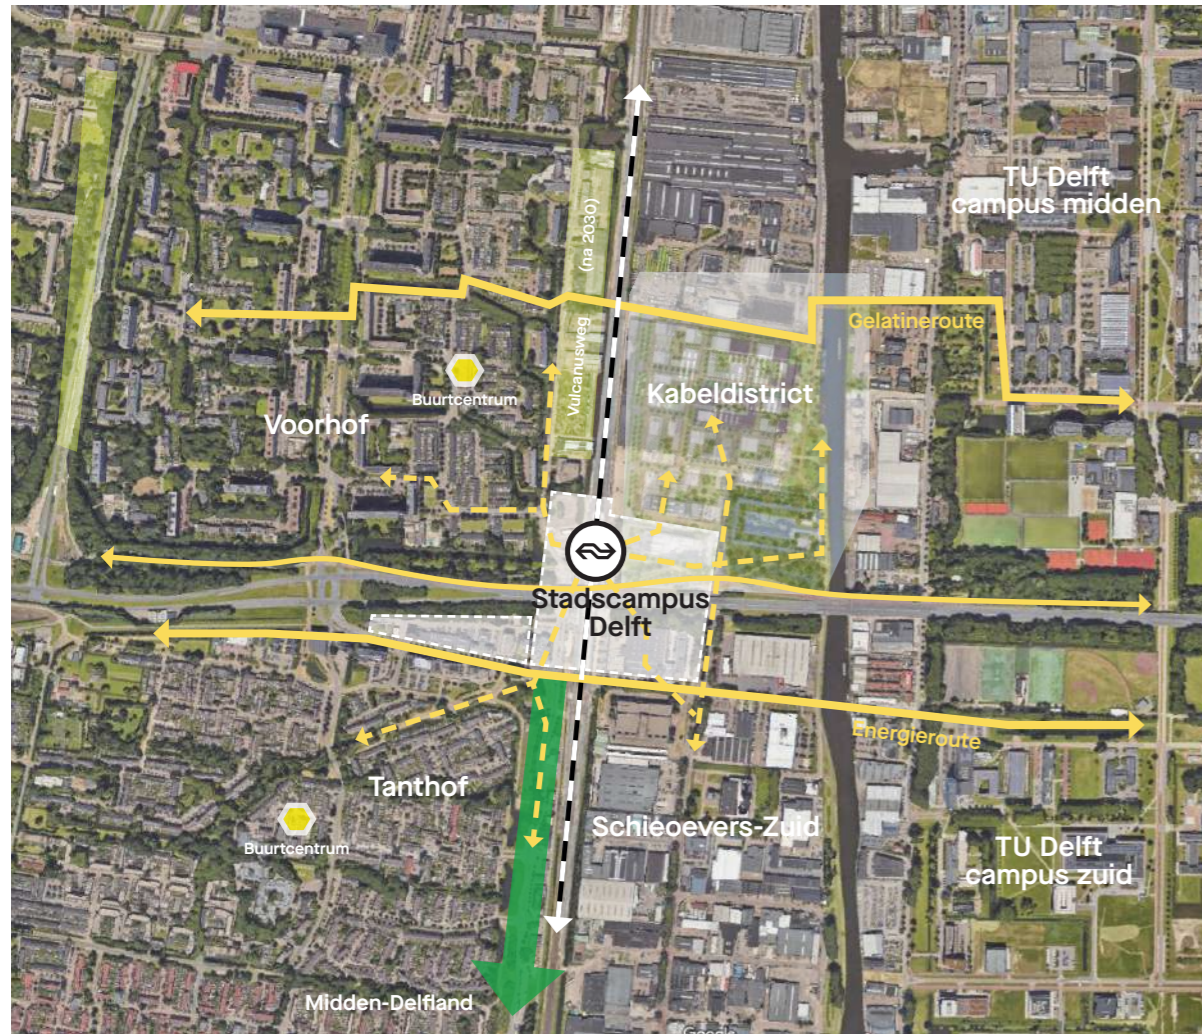 TU Delft
campus midden
(na 2030)
Vulcanusweg
Gelatineroute
Kabeldistrict
Buurtcentrum
Voorhof
Stadscampus
Delft
Energieroute
Tanthof
Schieoevers-Zuid
Buurtcentrum
TU Delft
campus zuid
Midden-Delfland
Google